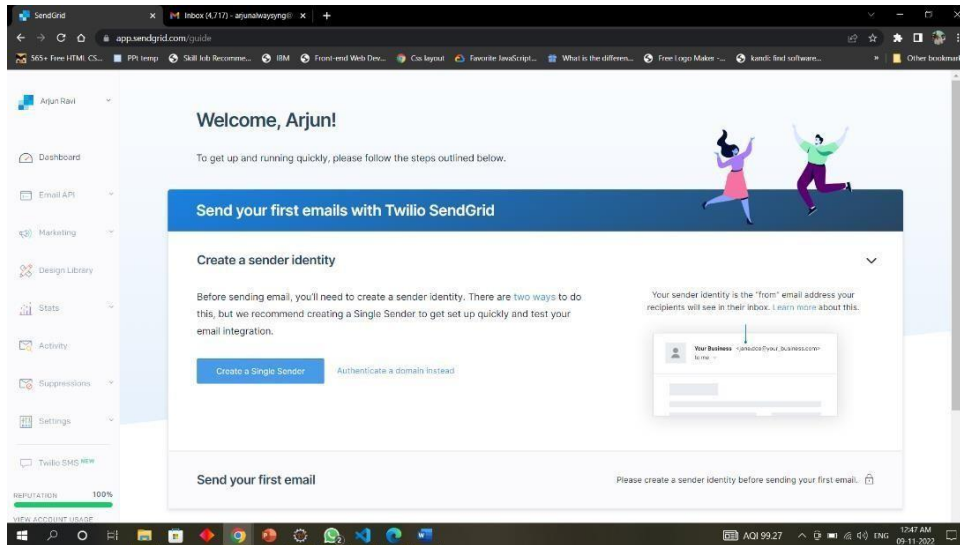 SendGrid
Inbox (4,717) - arjunalwaysyng@
app.sendgrid.com/guide
565+ Free HTML CS...
PPt temp
Skill Job Recomme...
IBM
Front-end Web Dev...
Css layout
Favorite JavaScript...
What is the differen...
Free Logo Maker -...
kandi: find software...
»
Other bookmark
Arjun Ravi
Dashboard
Email API
Marketing
Design Library
Stats
Activity
Suppressions
Settings
Twilio SMS NEW
REPUTATION 100%
VIEW ACCOUNT USAGE
Welcome, Arjun!
To get up and running quickly, please follow the steps outlined below.
Send your first emails with Twilio SendGrid
Create a sender identity
Before sending email, you'll need to create a sender identity. There are two ways to do
this, but we recommend creating a Single Sender to get set up quickly and test your
email integration.
Create a Single Sender
Authenticate a domain instead
Your sender identity is the "from" email address your
recipients will see in their inbox. Learn more about this.
Your Business
to me
Send your first email
Please create a sender identity before sending your first email.
AQI 99.27
ENG
12:47 AM
09-11-2022